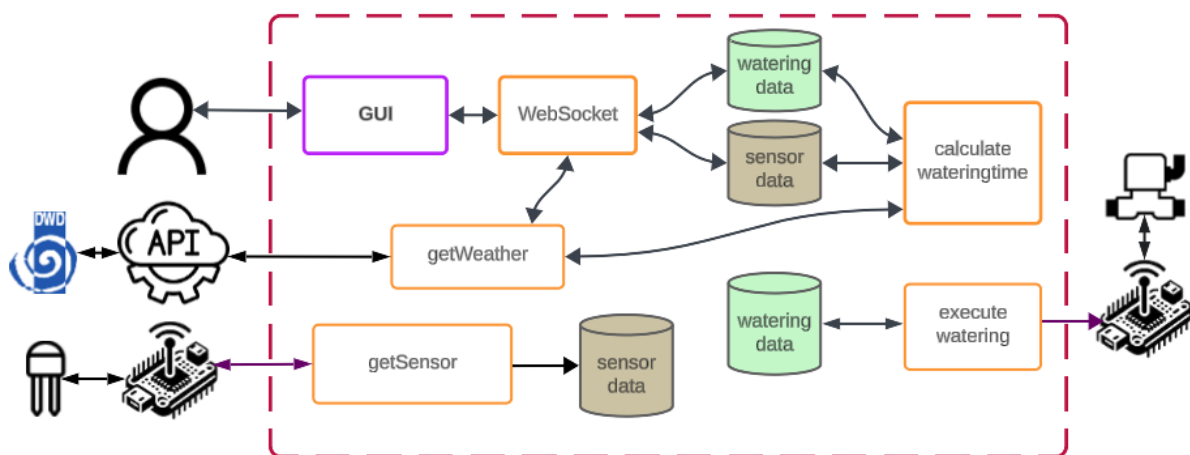 GUI
WebSocket
watering
data
sensor
data
calculate
wateringtime
DWD
API
getWeather
getSensor
sensor
data
watering
data
execute
watering